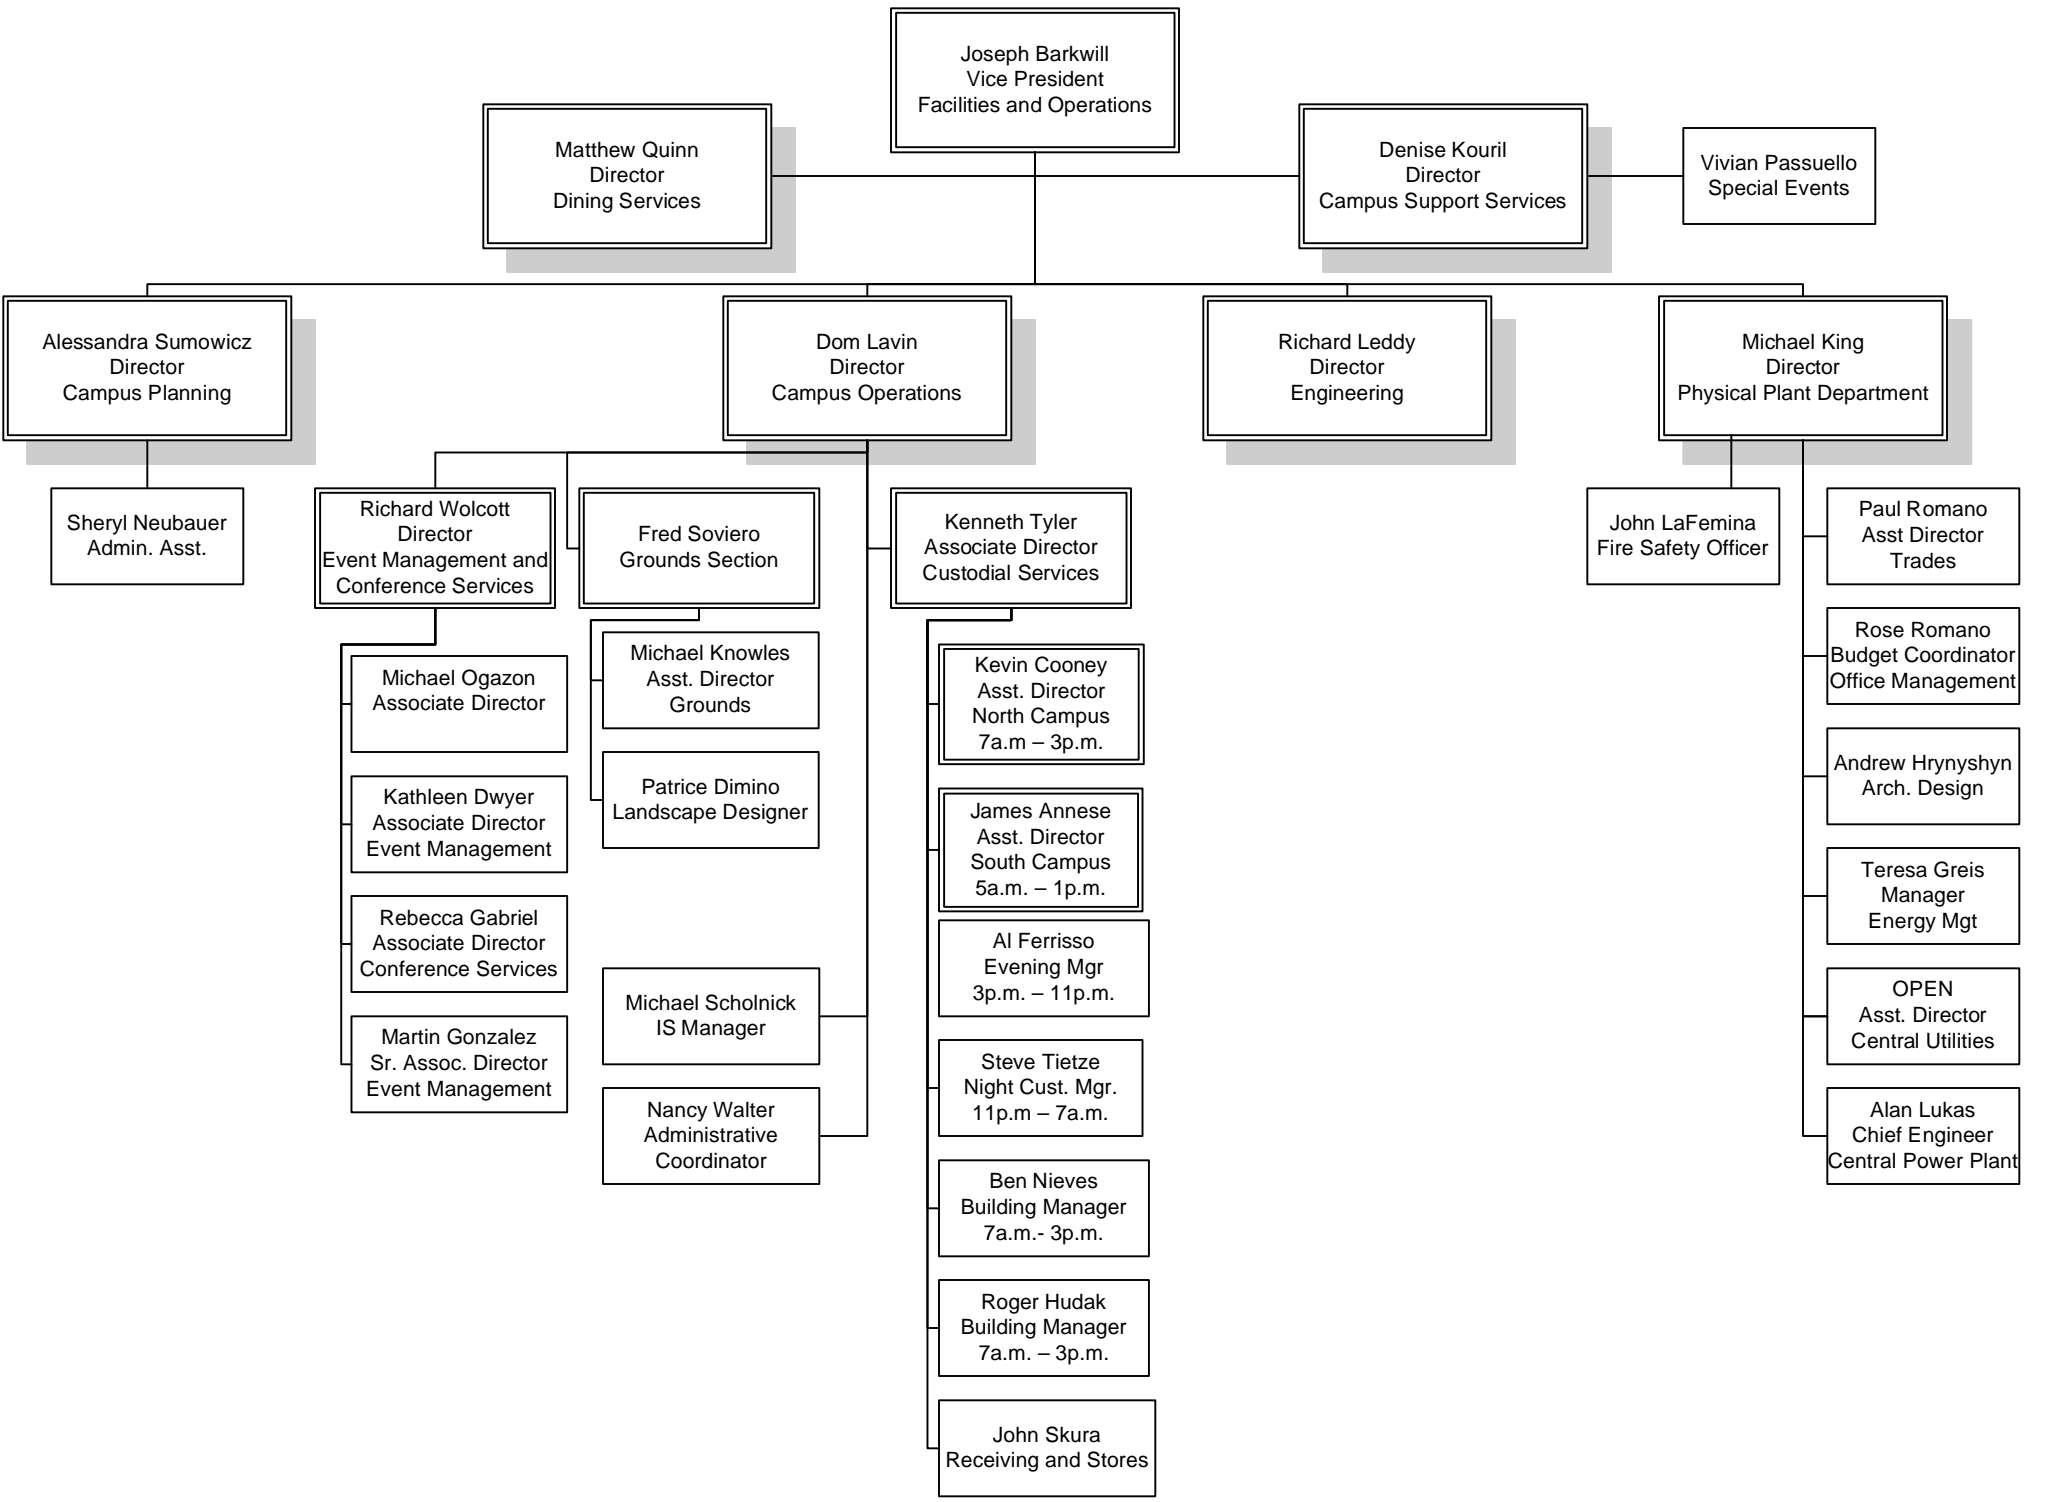 Joseph Barkwill
Vice President
Facilities and Operations
Matthew Quinn
Director
Dining Services
Denise Kouril
Director
Campus Support Services
Vivian Passuello
Special Events
Alessandra Sumowicz
Director
Campus Planning
Dom Lavin
Director
Campus Operations
Richard Leddy
Director
Engineering
Michael King
Director
Physical Plant Department
Sheryl Neubauer
Admin. Asst.
Richard Wolcott
Director
Event Management and
Conference Services
Fred Soviero
Grounds Section
Kenneth Tyler
Associate Director
Custodial Services
John LaFemina
Fire Safety Officer
Paul Romano
Asst Director
Trades
Michael Ogazon
Associate Director
Kathleen Dwyer
Associate Director
Event Management
Rebecca Gabriel
Associate Director
Conference Services
Martin Gonzalez
Sr. Assoc. Director
Event Management
Michael Knowles
Asst. Director
Grounds
Patrice Dimino
Landscape Designer
Michael Scholnick
IS Manager
Nancy Walter
Administrative
Coordinator
Kevin Cooney
Asst. Director
North Campus
7a.m – 3p.m.
James Annese
Asst. Director
South Campus
5a.m. – 1p.m.
Al Ferrisso
Evening Mgr
3p.m. – 11p.m.
Steve Tietze
Night Cust. Mgr.
11p.m – 7a.m.
Ben Nieves
Building Manager
7a.m.- 3p.m.
Roger Hudak
Building Manager
7a.m. – 3p.m.
John Skura
Receiving and Stores
Rose Romano
Budget Coordinator
Office Management
Andrew Hrynyshyn
Arch. Design
Teresa Greis
Manager
Energy Mgt
OPEN
Asst. Director
Central Utilities
Alan Lukas
Chief Engineer
Central Power Plant